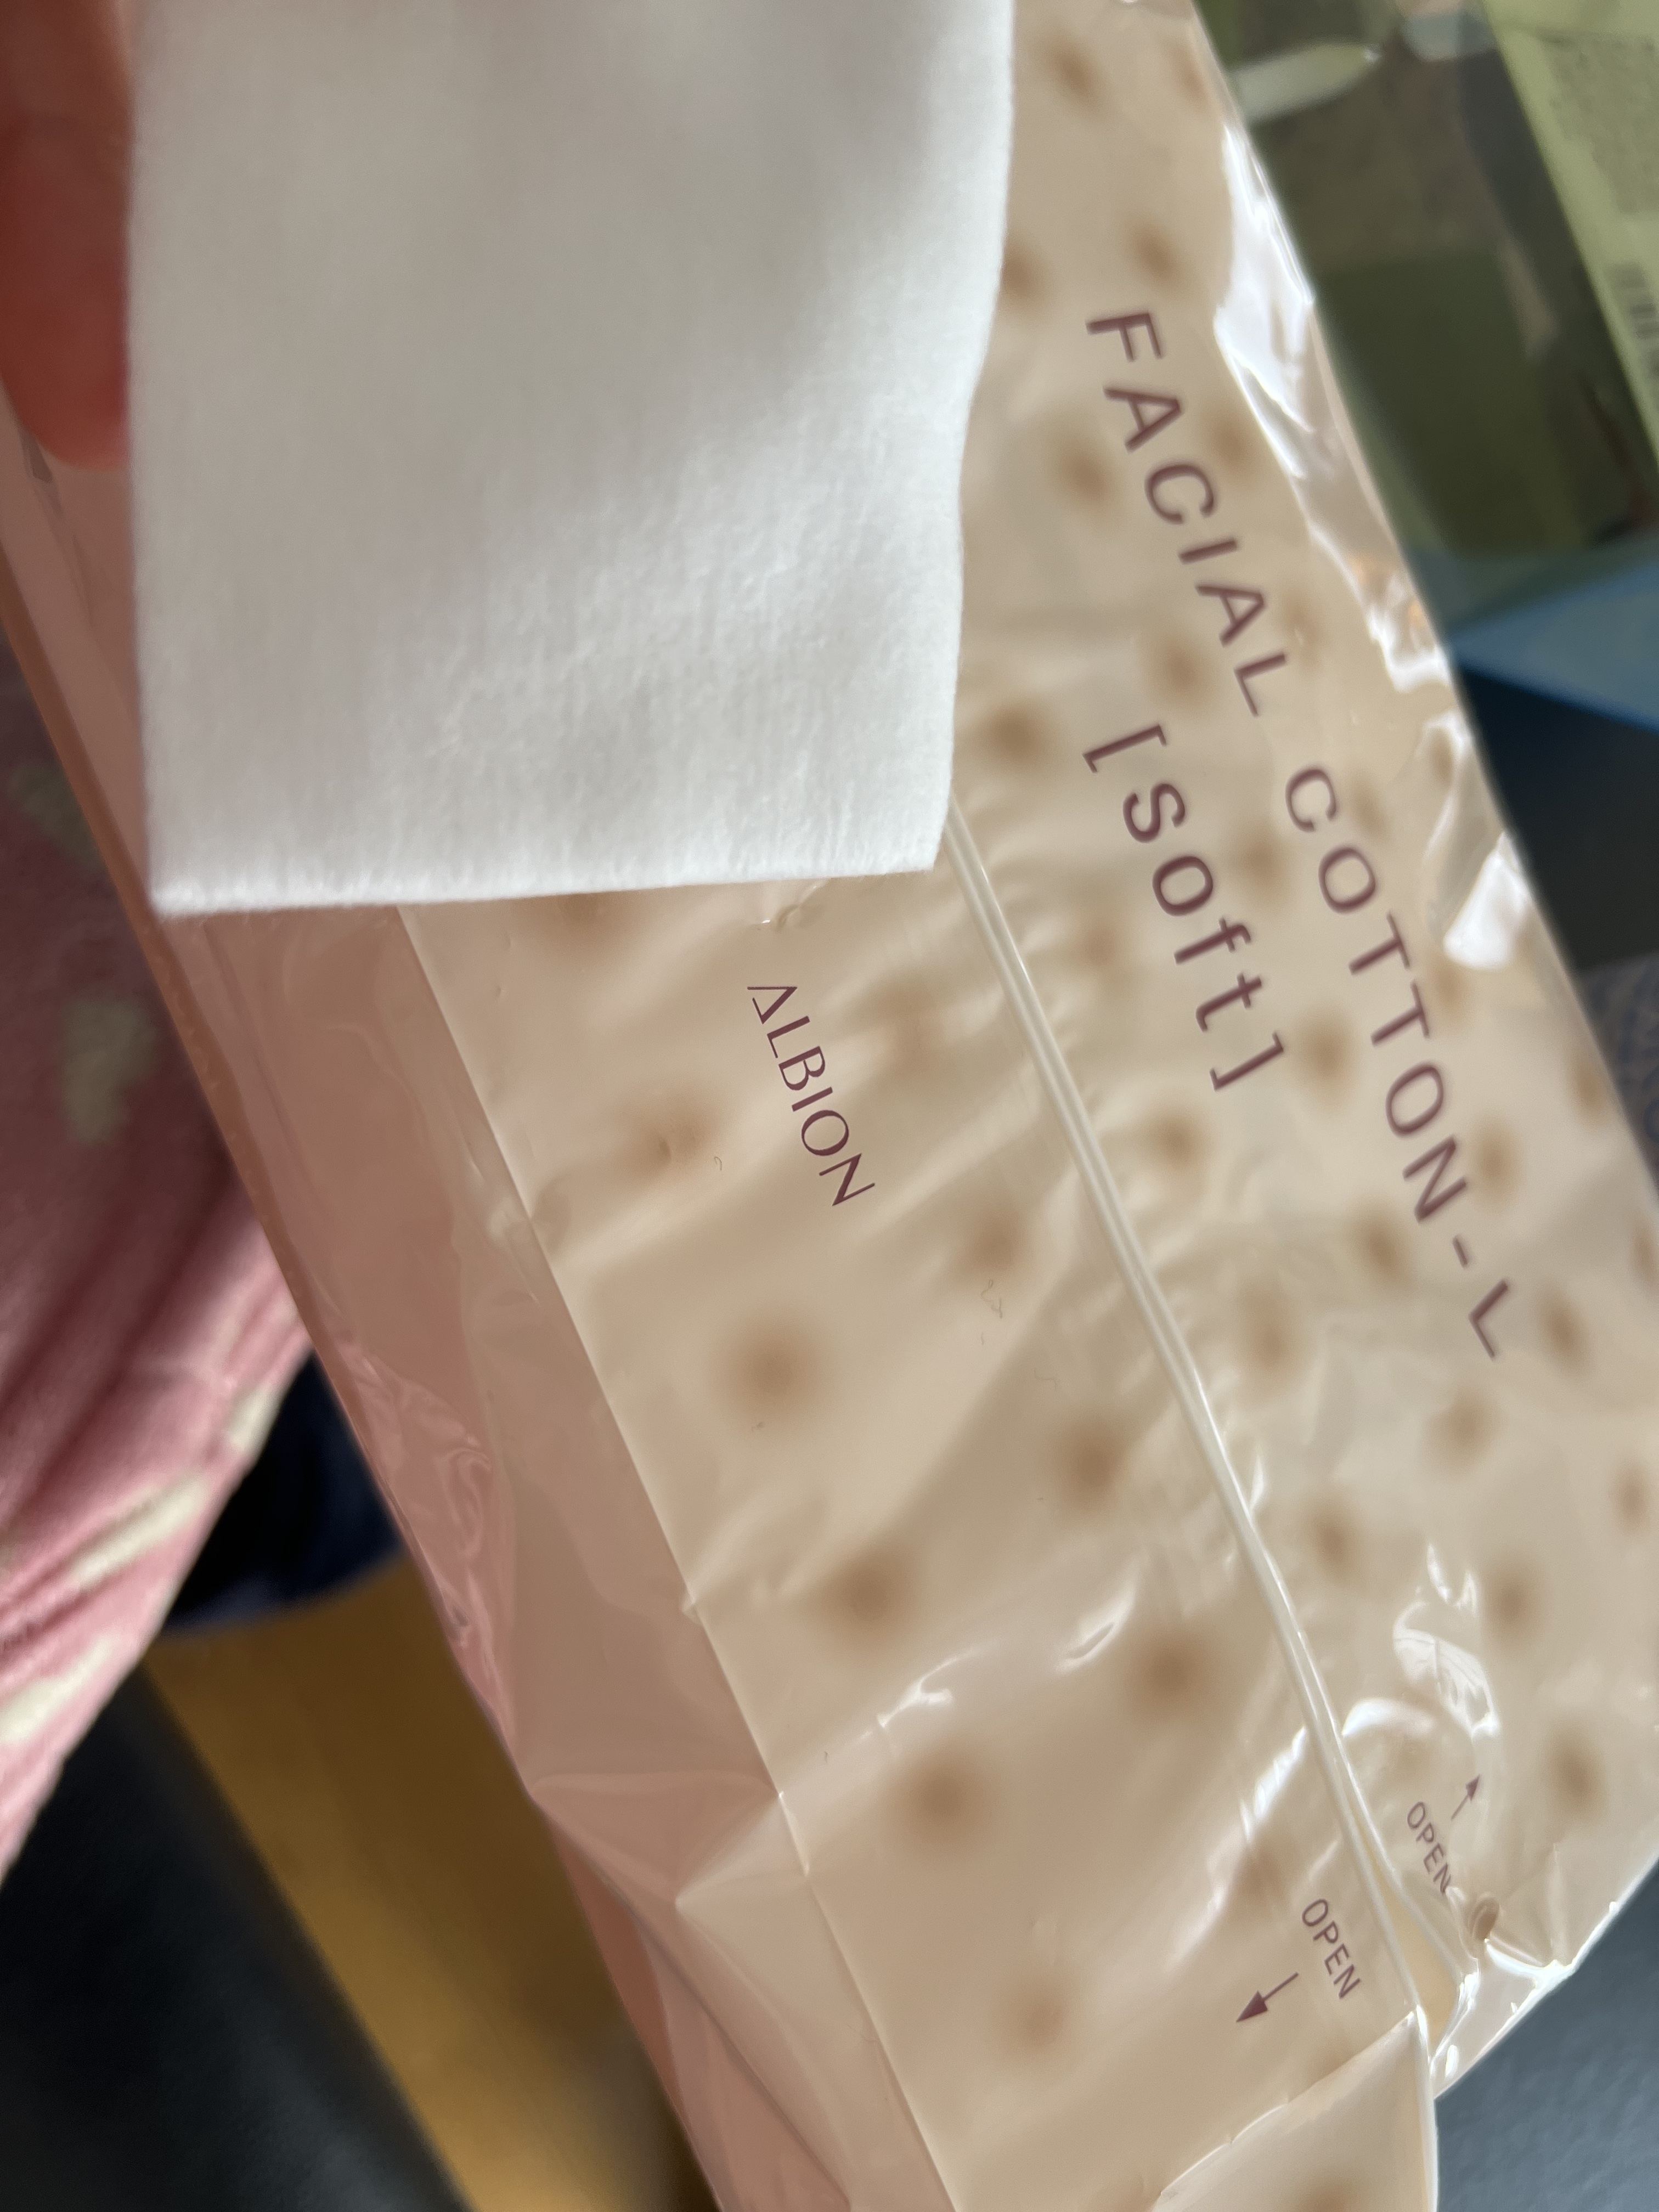 FACIAL COTTON-L
[Soft]
ALBION
OPEN
OPEN